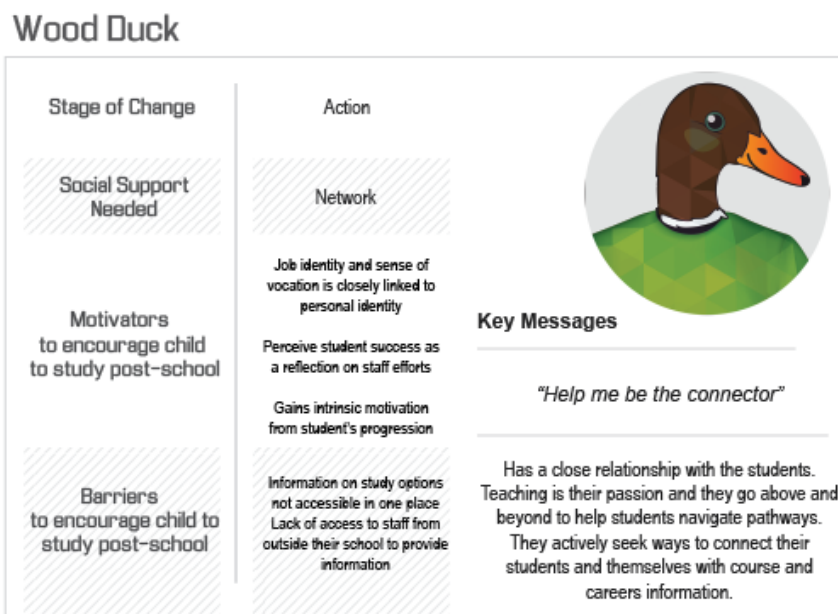 Wood Duck
Stage of Change
Action
Social Support
Needed
Network
Motivators
to encourage child
to study post-school
Job identity and sense of
vocation is closely linked to
personal identity
Perceive student success as
a reflection on staff efforts
Gains intrinsic motivation
from student's progression
Barriers
to encourage child to
study post-school
Information on study options
not accessible in one place
Lack of access to staff from
outside their school to provide
information
Key Messages
"Help me be the connector"
Has a close relationship with the students.
Teaching is their passion and they go above and
beyond to help students navigate pathways.
They actively seek ways to connect their
students and themselves with course and
careers information.